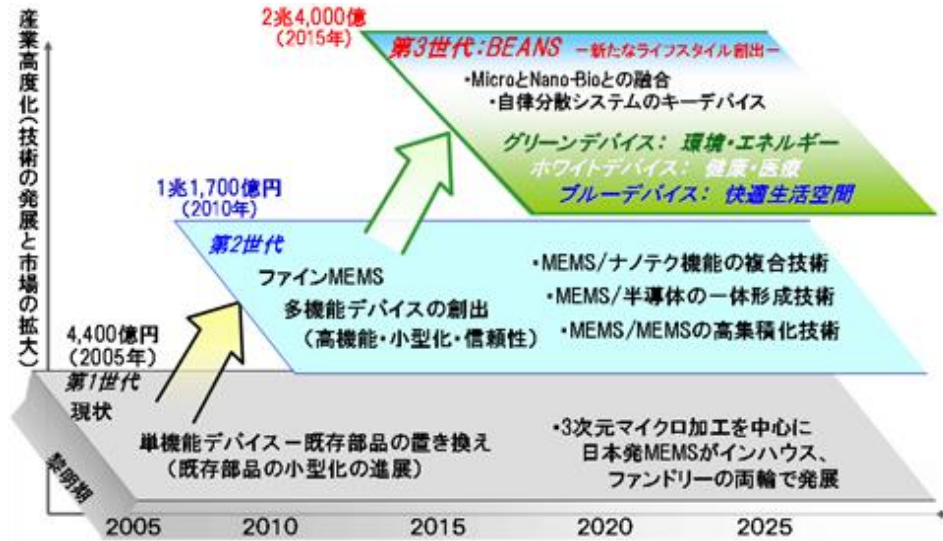 産業高度化（技術の発展と市場の拡大）
2兆4,000億
（2015年）
第3世代：BEANS －新たなライフスタイル創出－
・MicroとNano-Bioとの融合
・自律分散システムのキーデバイス
グリーンデバイス： 環境・エネルギー
ホワイトデバイス： 健康・医療
ブルーデバイス： 快適生活空間
1兆1,700億円
（2010年）
第2世代
ファインMEMS
多機能デバイスの創出
（高機能・小型化・信頼性）
・MEMS/ナノテク機能の複合技術
・MEMS/半導体の一体形成技術
・MEMS/MEMSの高集積化技術
4,400億円
（2005年）
第1世代
現状
単機能デバイス－既存部品の置き換え
（既存部品の小型化の進展）
・3次元マイクロ加工を中心に
日本発MEMSがインハウス、
ファンドリーの両輪で発展
黎明期
2005 2010 2015 2020 2025